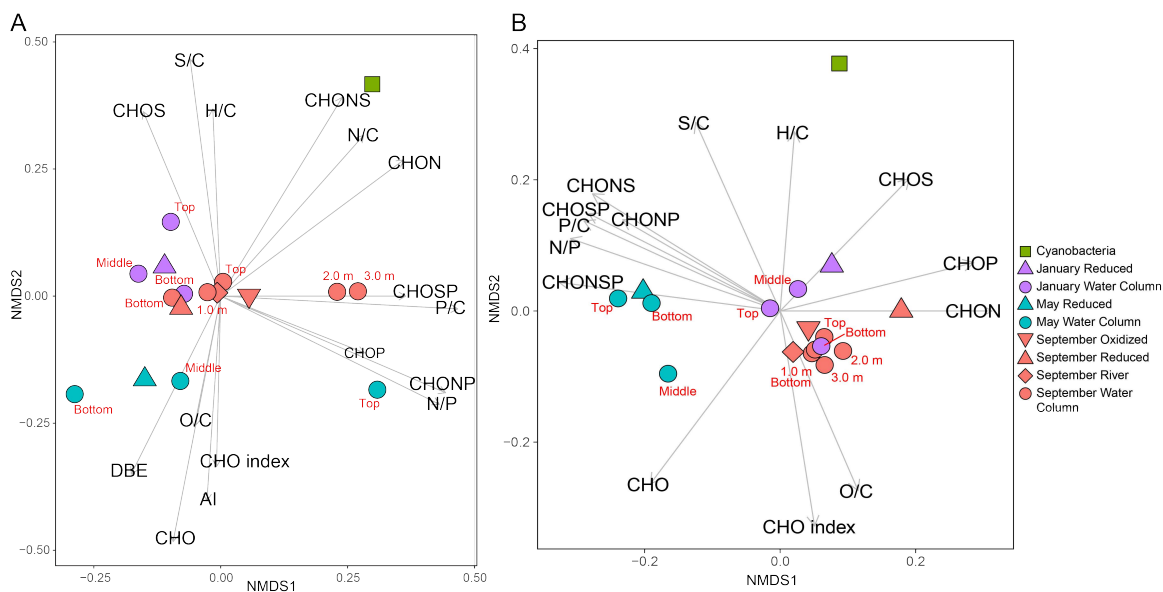 A
0.50
0.25
0.00
−0.25
−0.50
NMDS2
−0.25
0.00
0.25
0.50
NMDS1
S/C
CHOS
H/C
CHONS
N/C
CHON
Top
Middle
Bottom
Top
2.0 m
3.0 m
Bottom
1.0 m
CHOSP
P/C
CHOP
Middle
CHONP
N/P
Bottom
Top
O/C
DBE
CHO index
AI
CHO
B
0.4
0.2
0.0
−0.2
NMDS2
−0.2
0.0
0.2
NMDS1
S/C
H/C
CHONS
CHOS
CHOSP
CHONP
P/C
N/P
CHOP
CHONSP
Middle
CHON
Top
Bottom
Top
Top
Bottom
1.0 m
2.0 m
Bottom
3.0 m
Middle
CHO
O/C
CHO index
Cyanobacteria
January Reduced
January Water Column
May Reduced
May Water Column
September Oxidized
September Reduced
September River
September Water
Column